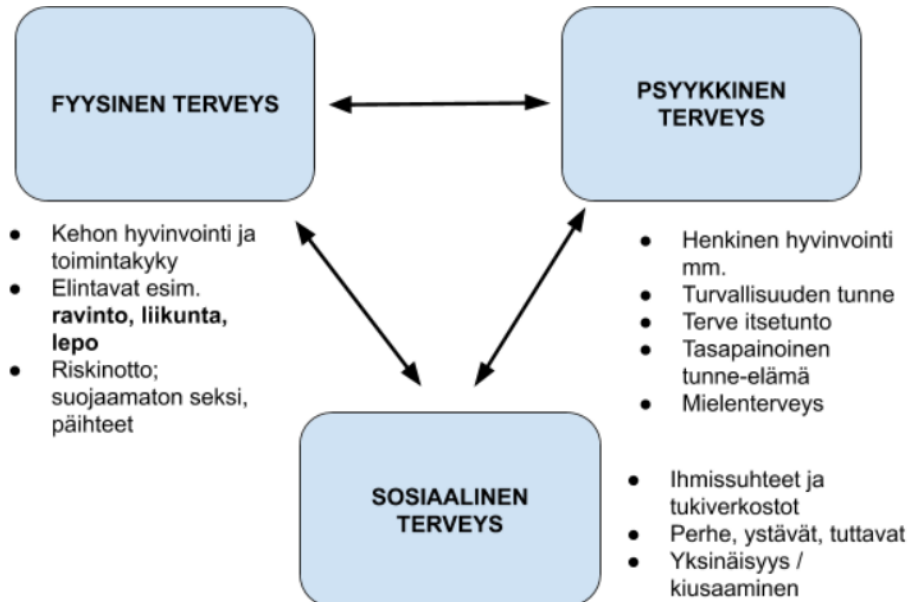 FYYSINEN TERVEYS
PSYYKKINEN
TERVEYS
● Kehon hyvinvointi ja
toimintakyky
● Elintavat esim.
ravinto, liikunta,
lepo
● Riskinotto;
suojaamaton seksi,
päihteet
● Henkinen hyvinvointi
mm.
● Turvallisuuden tunne
● Terve itsetunto
● Tasapainoinen
tunne-elämä
● Mielenterveys
SOSIAALINEN
TERVEYS
● Ihmissuhteet ja
tukiverkostot
● Perhe, ystävät, tuttavat
● Yksinäisyys /
kiusaaminen